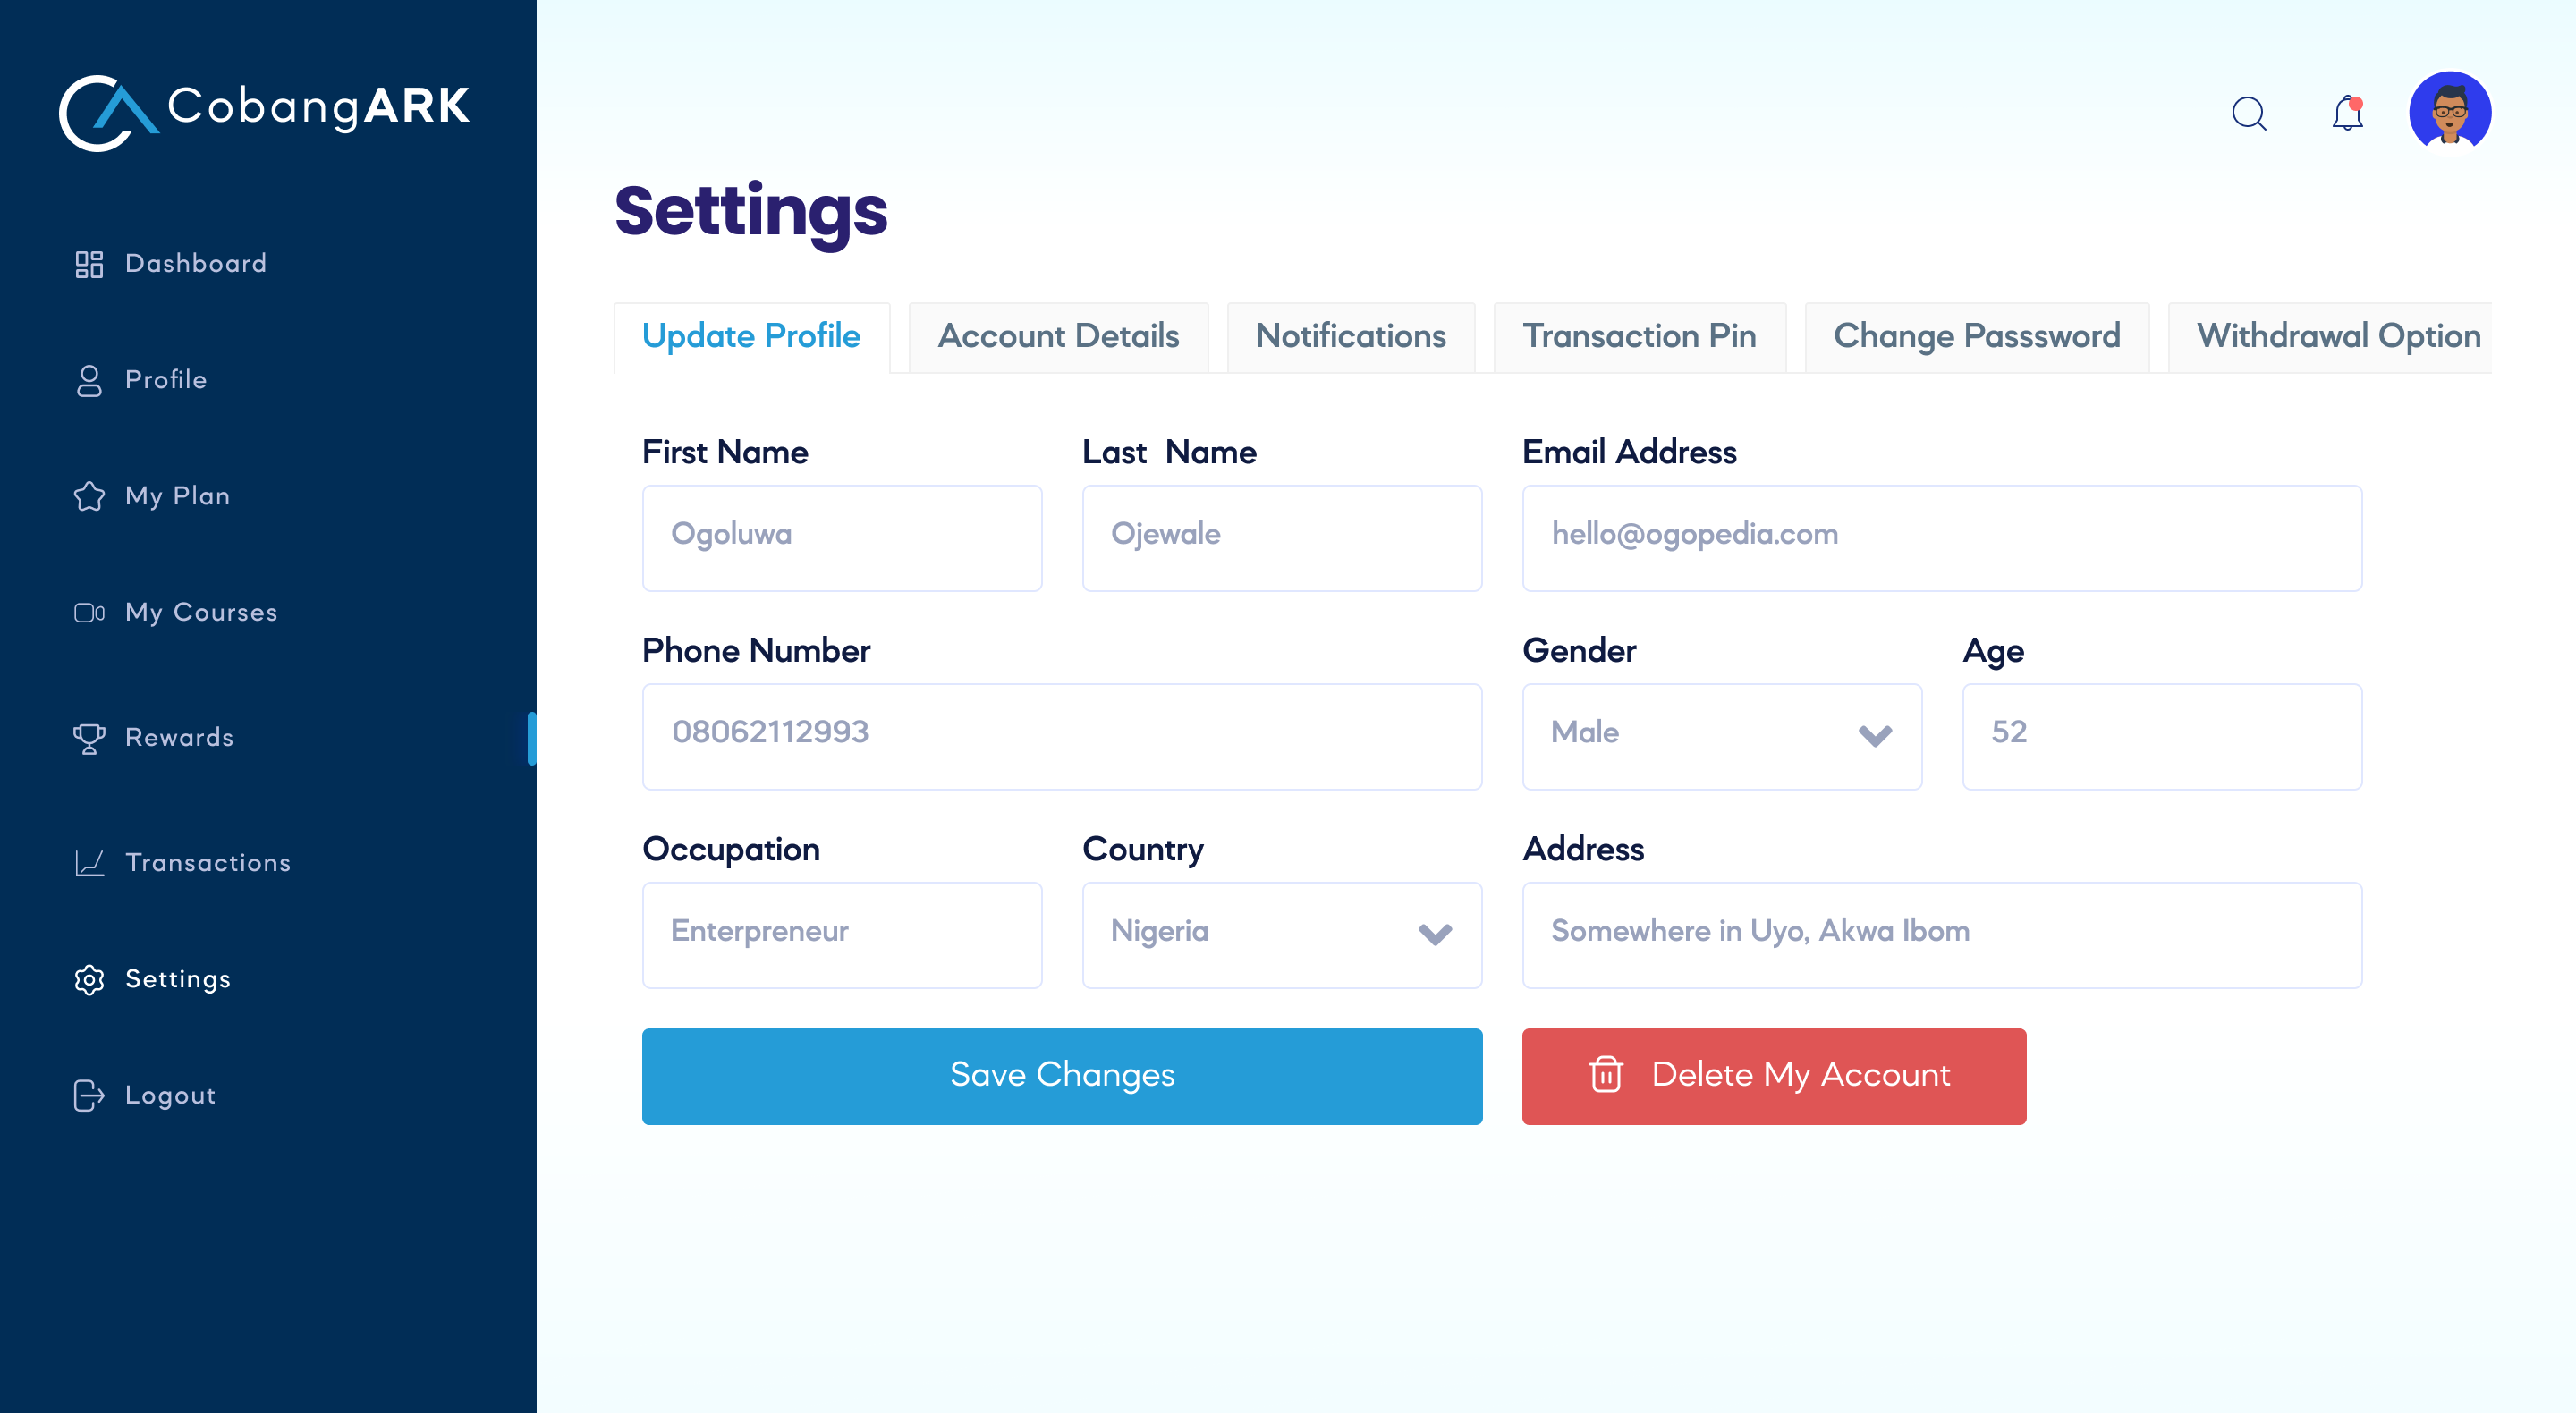 CobangARK
Dashboard
Profile
My Plan
My Courses
Rewards
Transactions
Settings
Logout
Settings
Update Profile Account Details Notifications Transaction Pin Change Passsword Withdrawal Option
First Name Last Name Email Address
Ogoluwa Ojewale hello@ogopedia.com
Phone Number Gender Age
08062112993 Male 52
Occupation Country Address
Enterpreneur Nigeria Somewhere in Uyo, Akwa Ibom
Save Changes Delete My Account